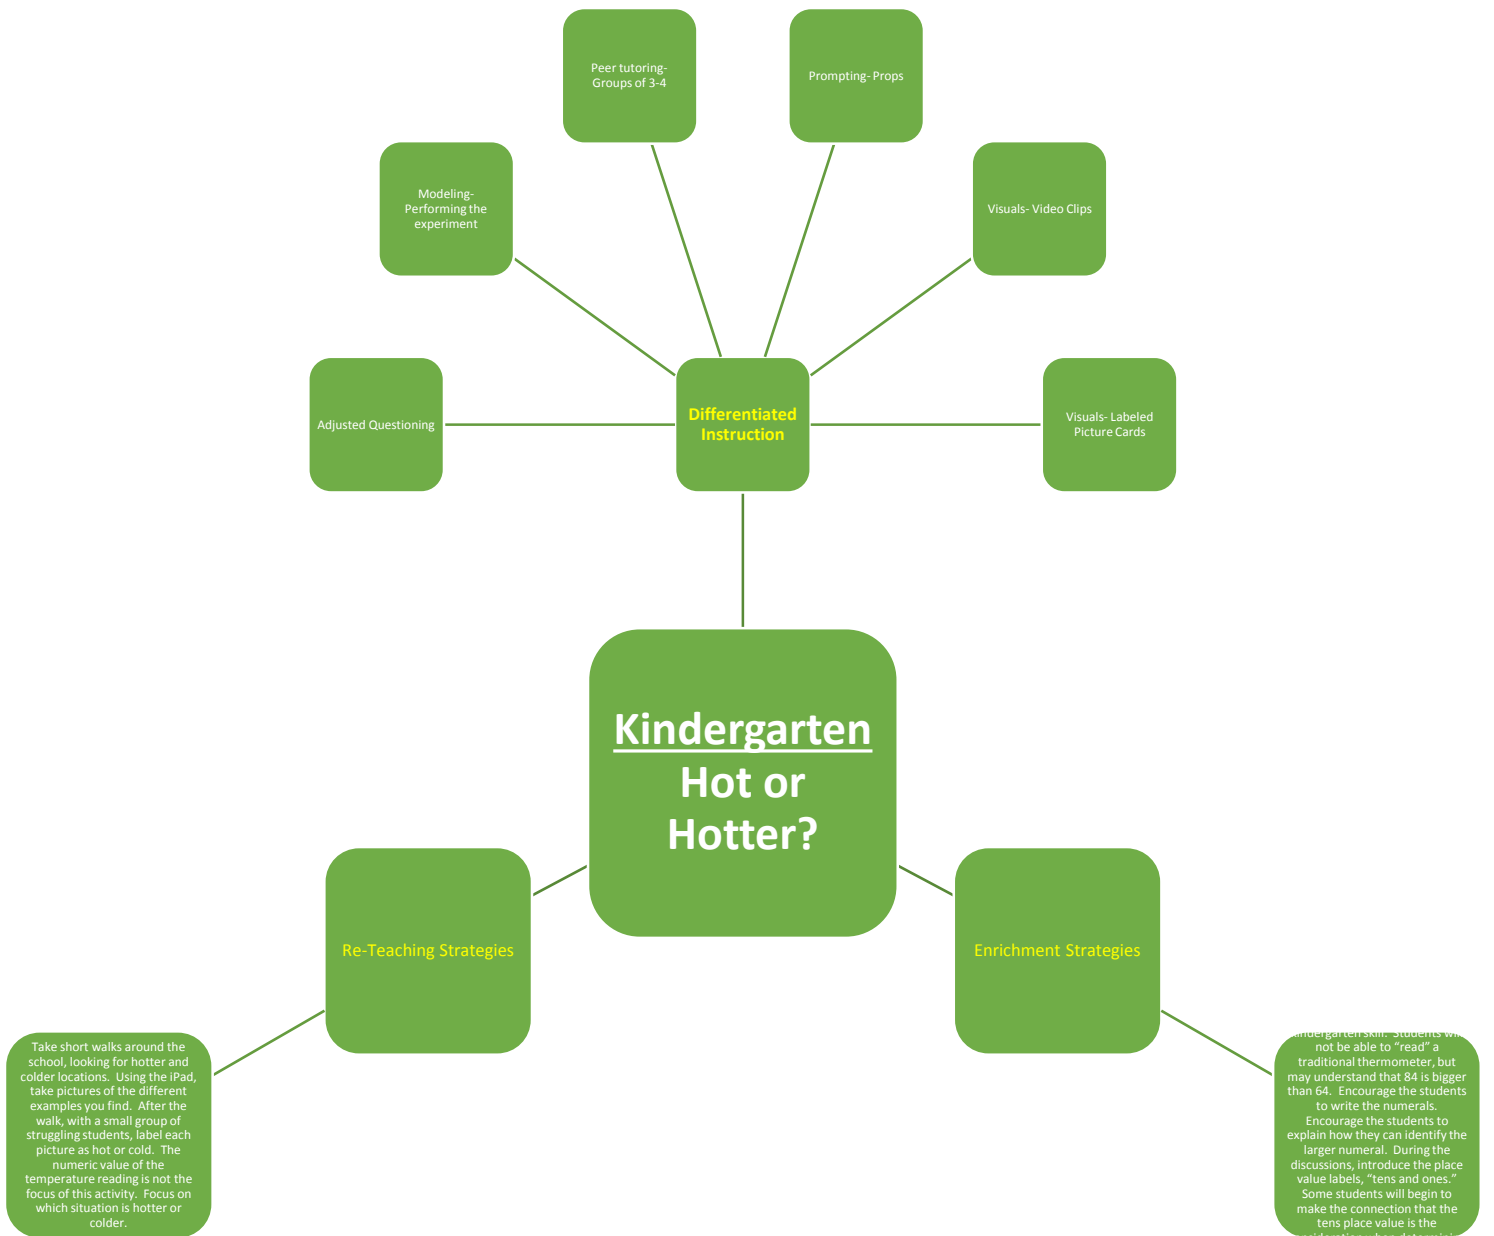 Peer tutoring-
Groups of 3-4
Prompting- Props
Modeling-
Performing the
experiment
Visuals- Video Clips
Adjusted Questioning
Differentiated
Instruction
Visuals- Labeled
Picture Cards
Kindergarten
Hot or
Hotter?
Re-Teaching Strategies
Enrichment Strategies
Take short walks around the
school, looking for hotter and
colder locations.  Using the iPad,
take pictures of the different
examples you find.  After the
walk, with a small group of
struggling students, label each
picture as hot or cold.  The
numeric value of the
temperature reading is not the
focus of this activity.  Focus on
which situation is hotter or
colder.
kindergarten skill.  Students will
not be able to “read” a
traditional thermometer, but
may understand that 84 is bigger
than 64.  Encourage the students
to write the numerals.
Encourage the students to
explain how they can identify the
larger numeral.  During the
discussions, introduce the place
value labels, “tens and ones.”
Some students will begin to
make the connection that the
tens place value is the